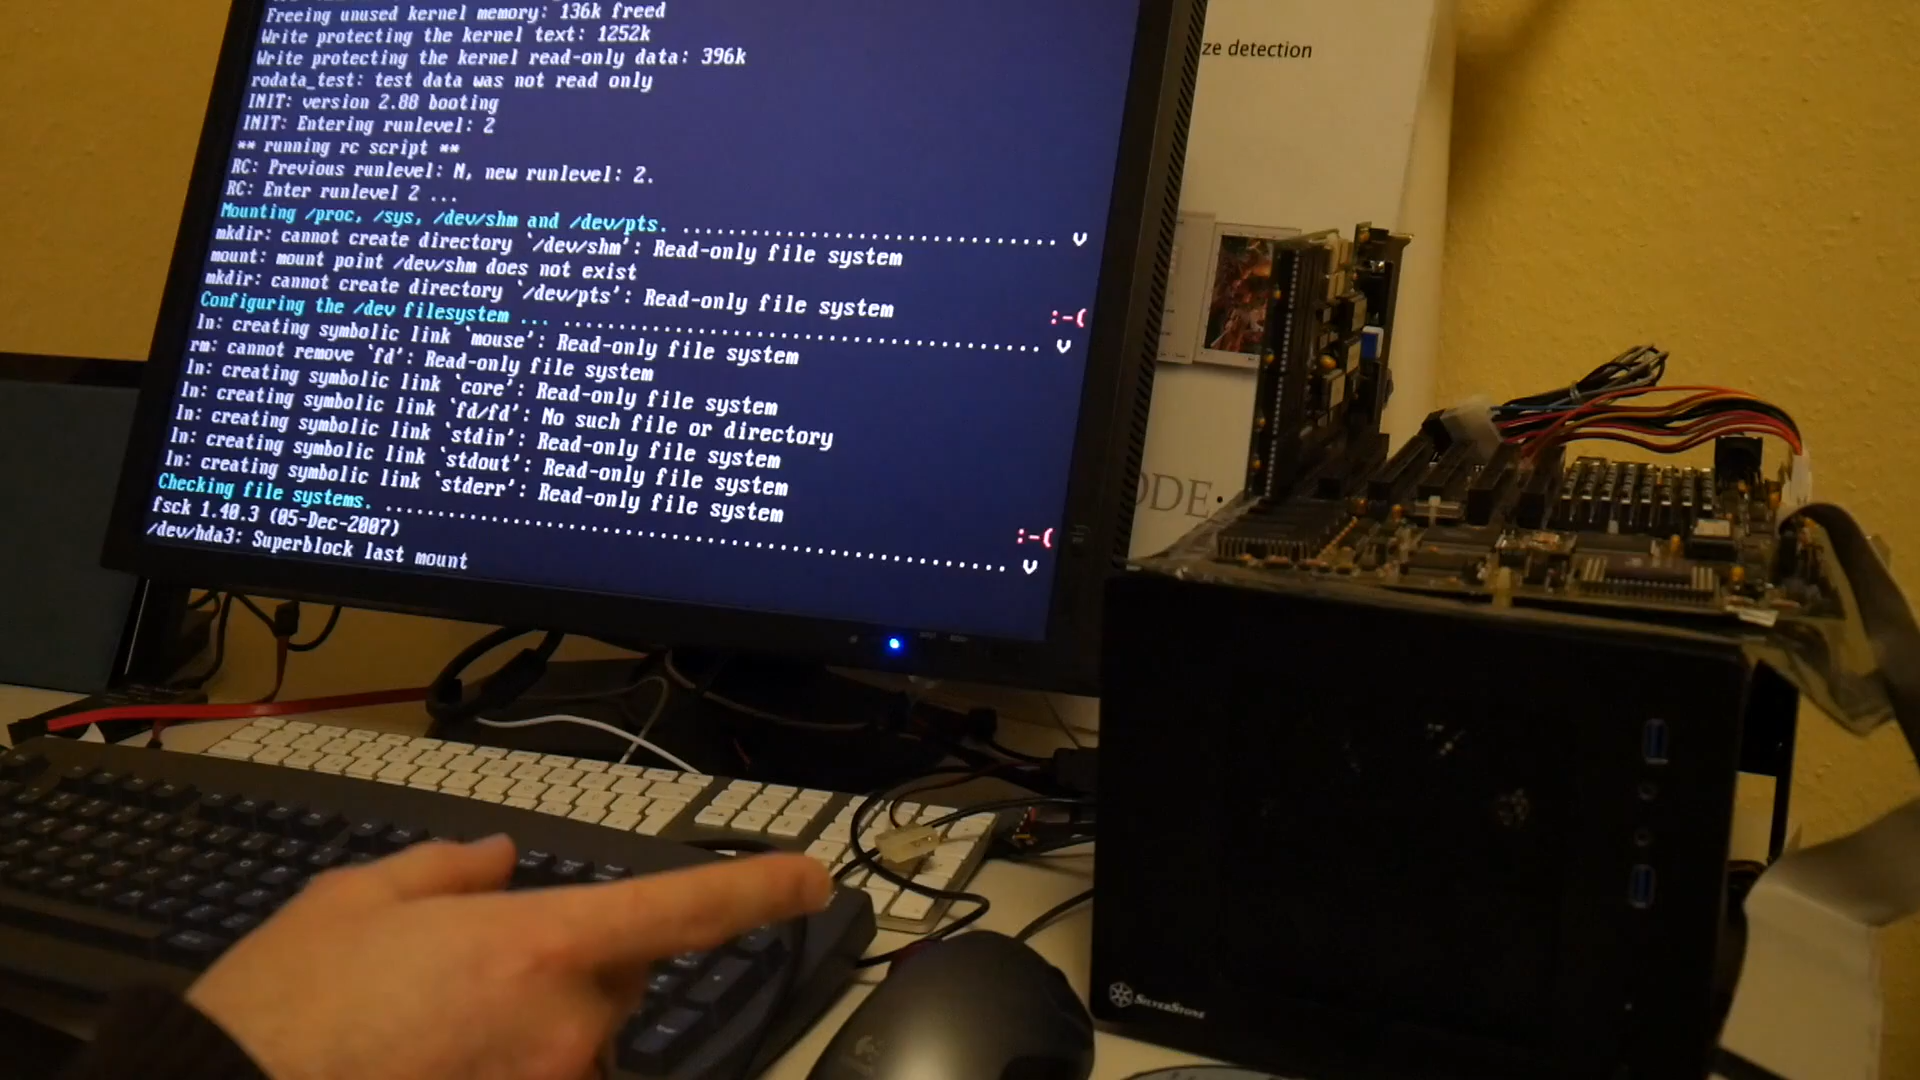 Freeing unused kernel memory: 136k freed
Write protecting the kernel text: 1252k
Write protecting the kernel read-only data: 396k
rodata_test: test data was not read only
INIT: version 2.88 booting
INIT: Entering runlevel: 2
** running rc script **
RC: Previous runlevel: N, new runlevel: 2.
RC: Enter runlevel 2 ...
Mounting /proc, /sys, /dev/shm and /dev/pts. .................................. v
mkdir: cannot create directory `/dev/shm': Read-only file system
mount: mount point /dev/shm does not exist
mkdir: cannot create directory `/dev/pts': Read-only file system
:-(
Configuring the /dev filesystem ... ........................................... v
ln: creating symbolic link `mouse': Read-only file system
rm: cannot remove `fd': Read-only file system
ln: creating symbolic link `core': Read-only file system
ln: creating symbolic link `fd/fd': No such file or directory
ln: creating symbolic link `stdin': Read-only file system
ln: creating symbolic link `stdout': Read-only file system
ln: creating symbolic link `stderr': Read-only file system
:-(
Checking file systems. ........................................................ v
fsck 1.40.3 (05-Dec-2007)
/dev/hda3: Superblock last mount
ze detection
ODE.
SILVERSTONE